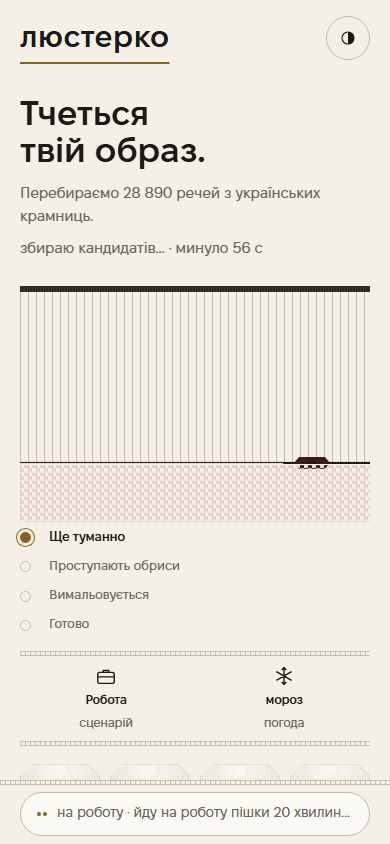 люстерко
Тчеться
твій образ.
Перебираємо 28 890 речей з українських
крамниць.
збираю кандидатів... · минуло 56 с
Ще туманно
Проступають обриси
Вимальовується
Готово
Робота
мороз
сценарій
погода
на роботу · йду на роботу пішки 20 хвилин...